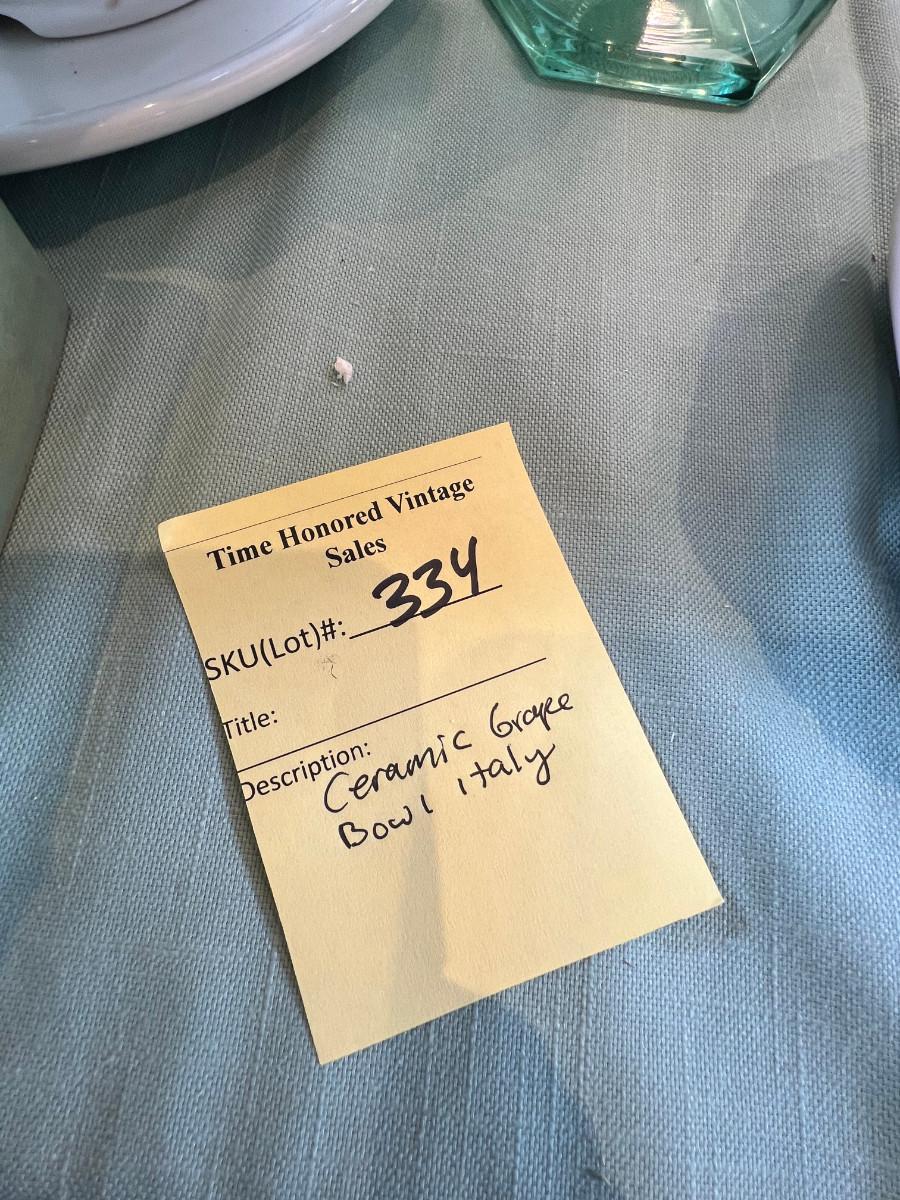 Time Honored Vintage
Sales
SKU(Lot)#: 334
Title:
Description:
Ceramic Grape
Bowl italy